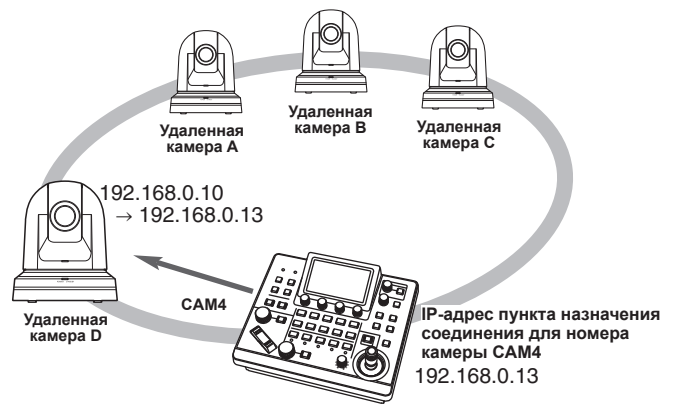 Удаленная
камера A
Удаленная
камера B
Удаленная
камера C
192.168.0.10
→ 192.168.0.13
CAM4
Удаленная
камера D
IP-адрес пункта назначения
соединения для номера
камеры CAM4
192.168.0.13